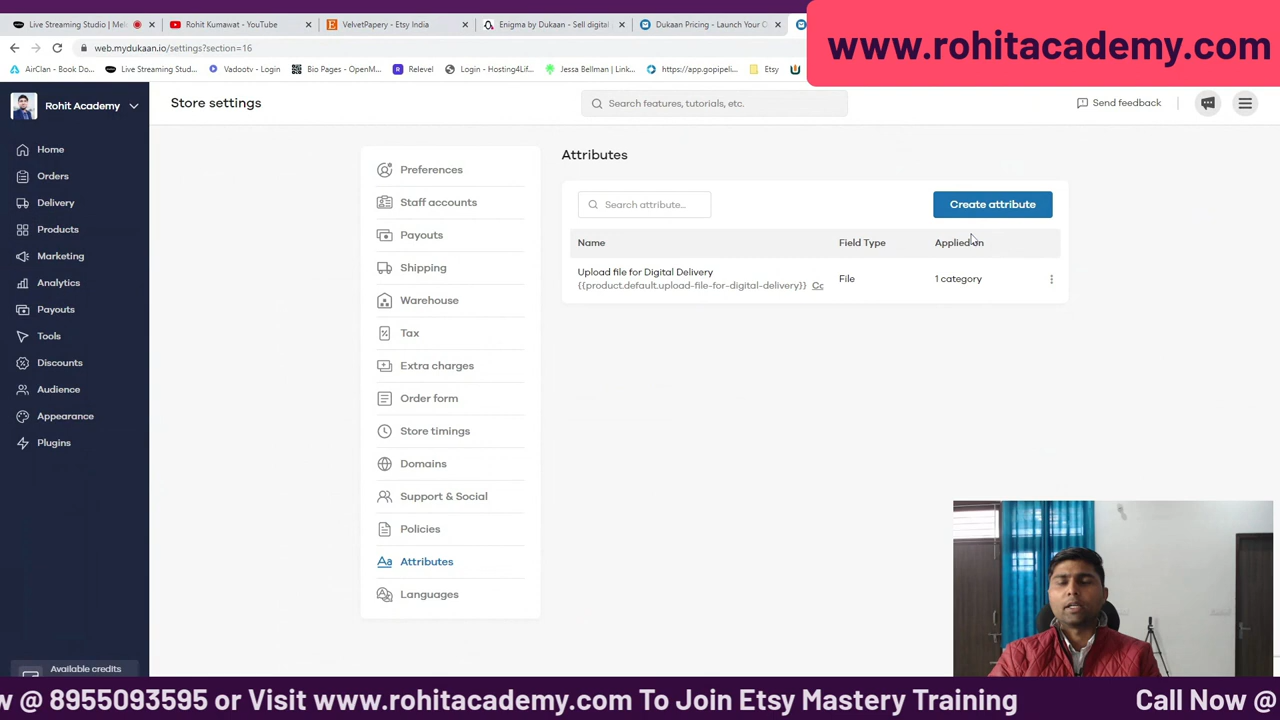 Live Streaming Studio | Mel
Rohit Kumawat - YouTube
VelvetPapery - Etsy India
Enigma by Dukaan - Sell digital
Dukaan Pricing - Launch Your O
www.rohitacademy.com
web.mydukaan.io/settings?section=16
AirClan - Book Do...
Live Streaming Stud...
Vadootv - Login
Bio Pages - OpenM...
Relevel
Login - Hosting4Lif...
Jessa Bellman | Link...
https://app.gopipeli...
Etsy
Rohit Academy
Store settings
Search features, tutorials, etc.
Send feedback
Home
Orders
Delivery
Products
Marketing
Analytics
Payouts
Tools
Discounts
Audience
Appearance
Plugins
Available credits
Preferences
Staff accounts
Payouts
Shipping
Warehouse
Tax
Extra charges
Order form
Store timings
Domains
Support & Social
Policies
Aa Attributes
Languages
Attributes
Search attribute...
Create attribute
Name
Field Type
Applied on
Upload file for Digital Delivery
{{product.default.upload-file-for-digital-delivery}} Co
File
1 category
w @ 8955093595 or Visit www.rohitacademy.com To Join Etsy Mastery Training
Call Now @